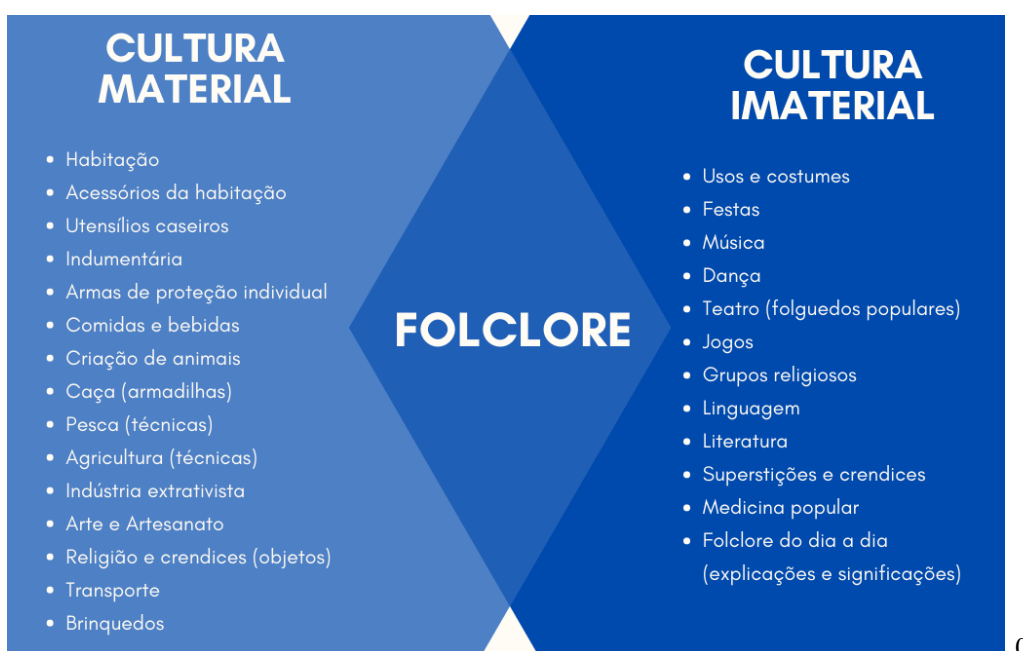 CULTURA
MATERIAL
• Habitação
• Acessórios da habitação
• Utensílios caseiros
• Indumentária
• Armas de proteção individual
• Comidas e bebidas
• Criação de animais
• Caça (armadilhas)
• Pesca (técnicas)
• Agricultura (técnicas)
• Indústria extrativista
• Arte e Artesanato
• Religião e crendices (objetos)
• Transporte
• Brinquedos
FOLCLORE
CULTURA
IMATERIAL
• Usos e costumes
• Festas
• Música
• Dança
• Teatro (folguedos populares)
• Jogos
• Grupos religiosos
• Linguagem
• Literatura
• Superstições e crendices
• Medicina popular
• Folclore do dia a dia
(explicações e significações)